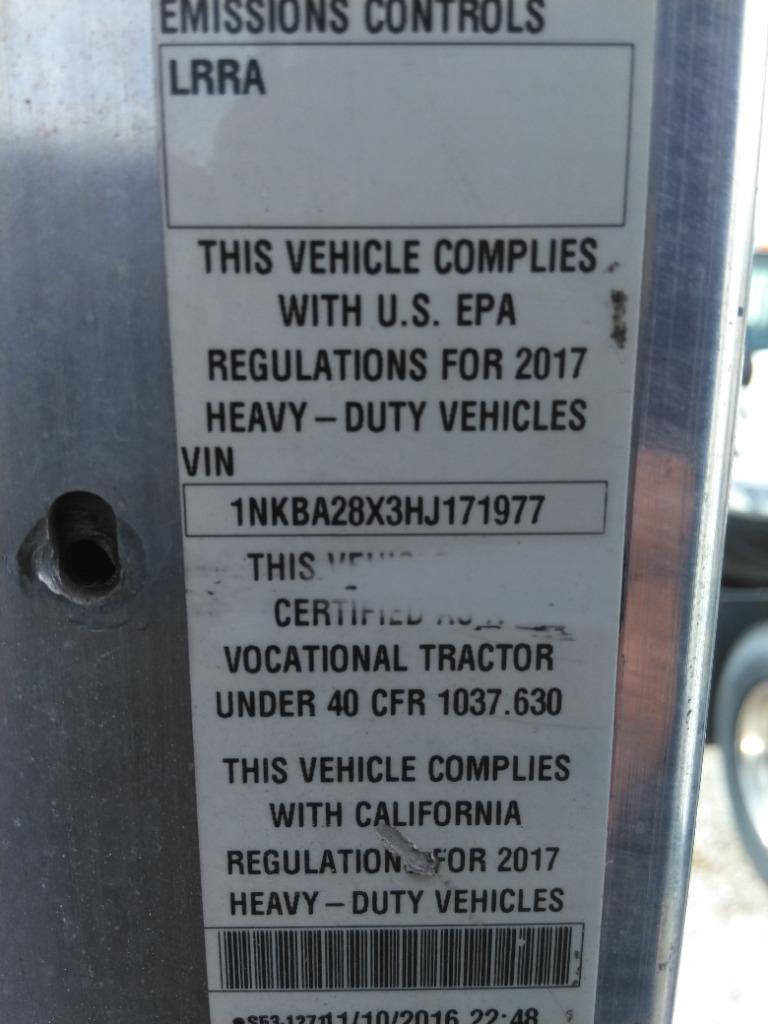 EMISSIONS CONTROLS
LRRA
THIS VEHICLE COMPLIES
WITH U.S. EPA
REGULATIONS FOR 2017
HEAVY-DUTY VEHICLES
VIN
1NKBA28X3HJ171977
THIS
CERTIFIED
VOCATIONAL TRACTOR
UNDER 40 CFR 1037.630
THIS VEHICLE COMPLIES
WITH CALIFORNIA
REGULATIONS FOR 2017
HEAVY-DUTY VEHICLES
11/10/2016 22:48